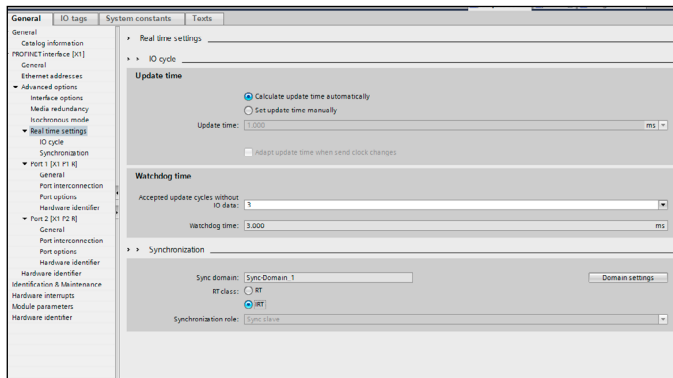 General
IO tags
System constants
Texts
General
Catalog information
PROFINET interface [X1]
General
Ethernet addresses
Advanced options
Interface options
Media redundancy
Isochronous mode
Real time settings
IO cycle
Synchronization
Port 1 [X1 P1 R]
General
Port interconnection
Port options
Hardware identifier
Port 2 [X1 P2 R]
General
Port interconnection
Port options
Hardware identifier
Hardware identifier
Identification & Maintenance
Hardware interrupts
Module parameters
Hardware identifier
Real time settings
IO cycle
Update time
Calculate update time automatically
Set update time manually
Update time: 1.000 ms
Adapt update time when send clock changes
Watchdog time
Accepted update cycles without
IO data: 3
Watchdog time: 3.000 ms
Synchronization
Sync domain: Sync-Domain_1 Domain settings
RT class: RT
IRT
Synchronization role: Sync slave